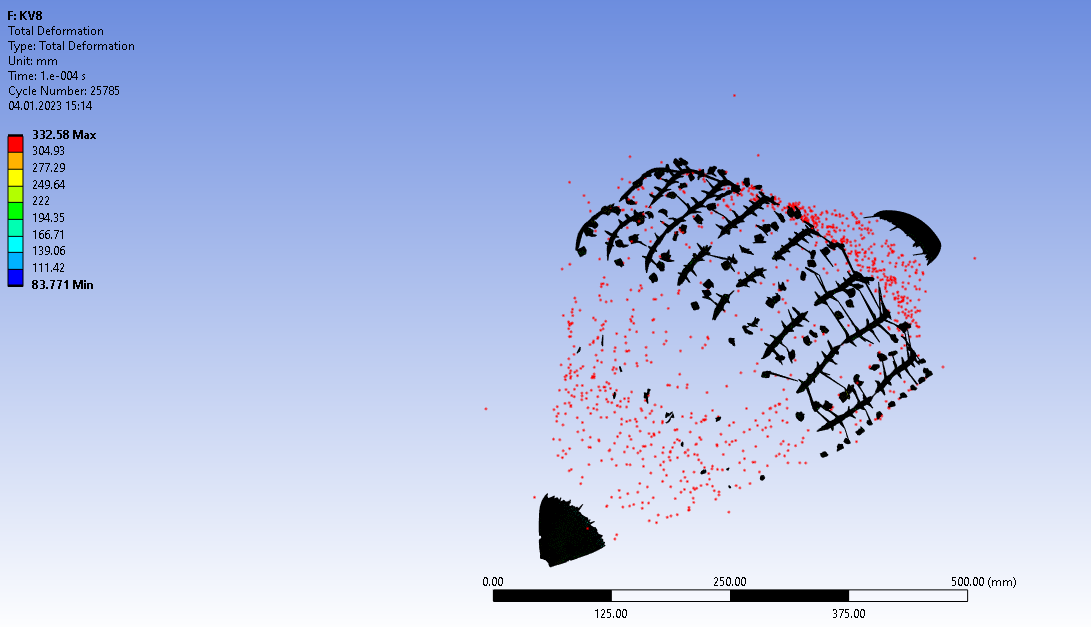 F: KV8
Total Deformation
Type: Total Deformation
Unit: mm
Time: 1.e-004 s
Cycle Number: 25785
04.01.2023 15:14
332.58 Max
304.93
277.29
249.64
222
194.35
166.71
139.06
111.42
83.771 Min
0.00
250.00
500.00 (mm)
125.00
375.00